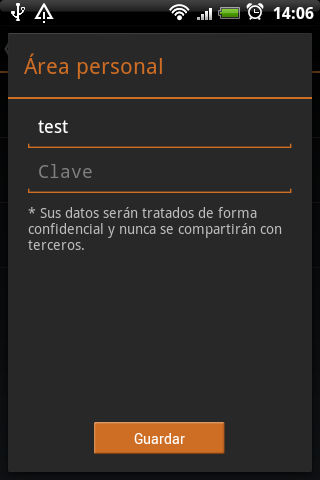 14:06
Área personal
test
Clave
* Sus datos serán tratados de forma
confidencial y nunca se compartirán con
terceros.
Guardar